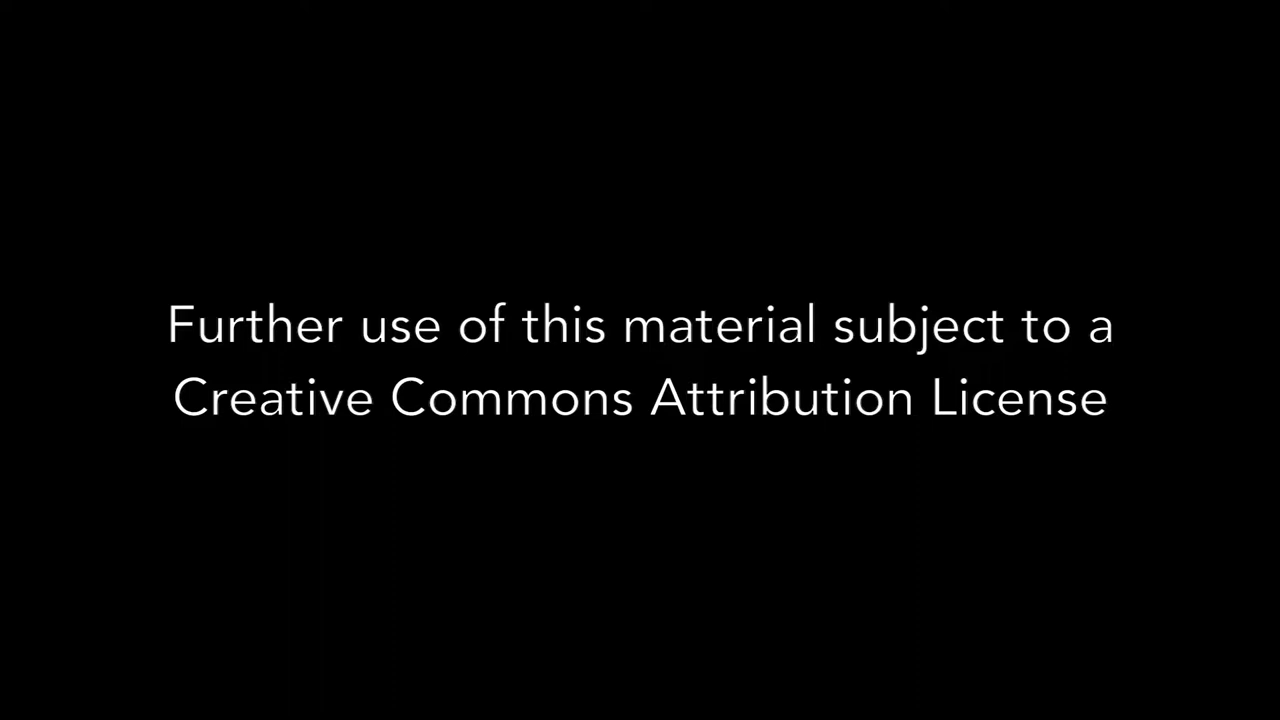 Further use of this material subject to a
Creative Commons Attribution License